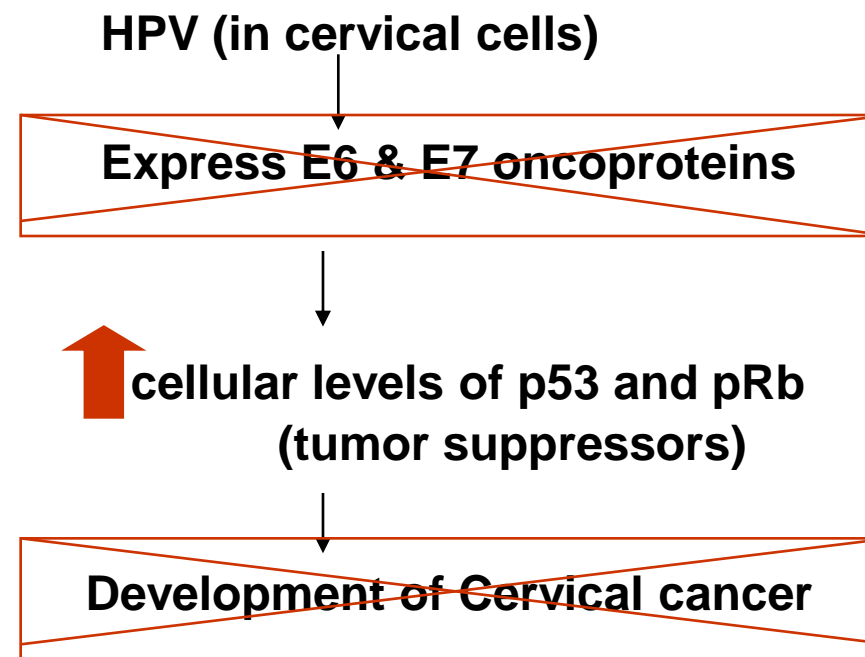 HPV (in cervical cells)
Express E6 & E7 oncoproteins
cellular levels of p53 and pRb
(tumor suppressors)
Development of Cervical cancer